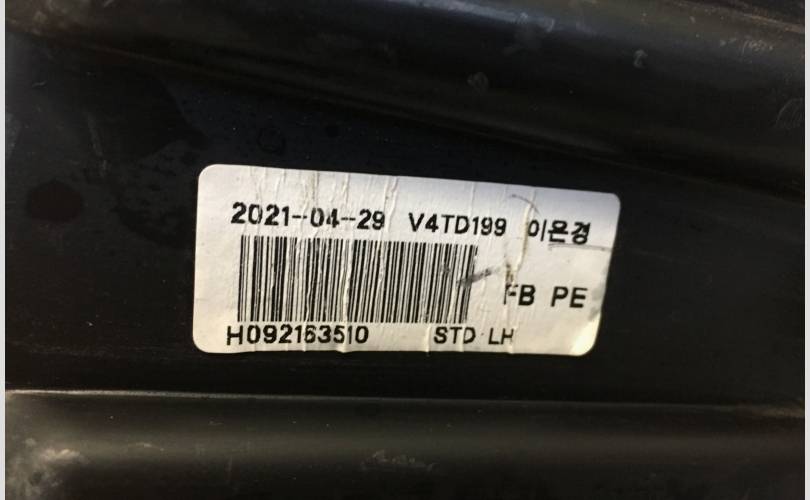 2021-04-29 V4TD199 이은경
FB PE
H092163510 STD LH